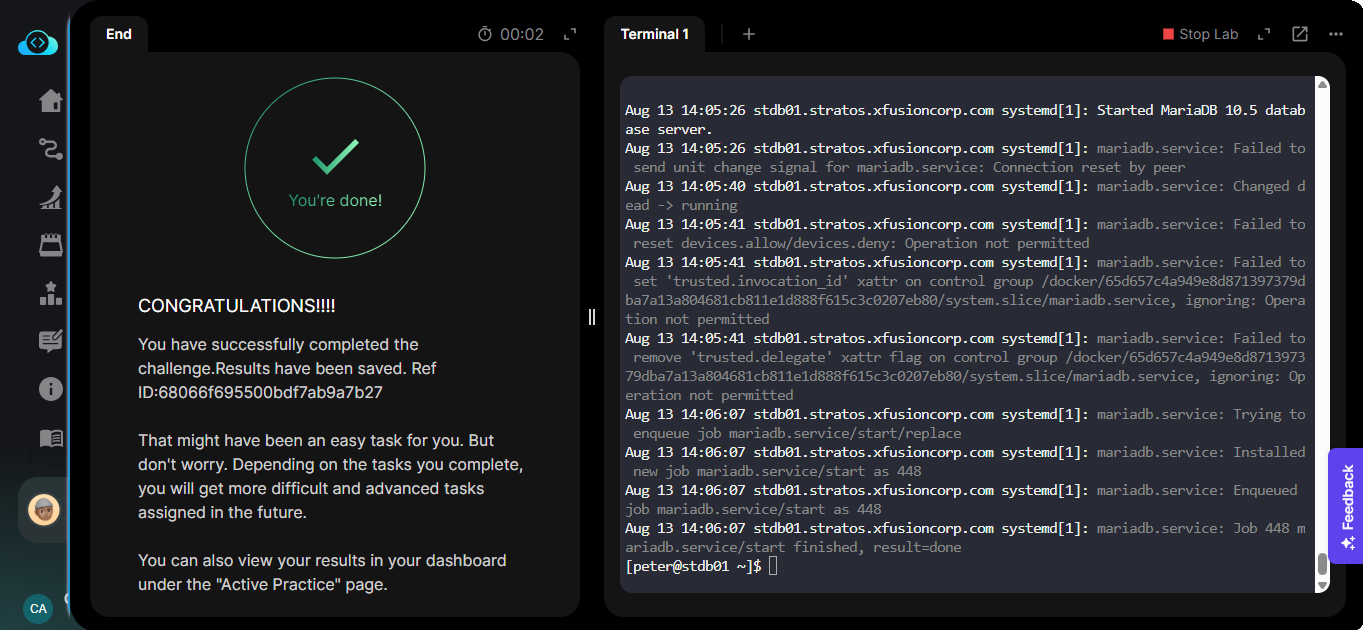 End
00:02
You're done!
CONGRATULATIONS!!!!
You have successfully completed the
challenge.Results have been saved. Ref
ID:68066f695500bdf7ab9a7b27
That might have been an easy task for you. But
don't worry. Depending on the tasks you complete,
you will get more difficult and advanced tasks
assigned in the future.
You can also view your results in your dashboard
under the "Active Practice" page.
CA
Terminal 1
Stop Lab
Aug 13 14:05:26 stdb01.stratos.xfusioncorp.com systemd[1]: Started MariaDB 10.5 datab
ase server.
Aug 13 14:05:26 stdb01.stratos.xfusioncorp.com systemd[1]: mariadb.service: Failed to
send unit change signal for mariadb.service: Connection reset by peer
Aug 13 14:05:40 stdb01.stratos.xfusioncorp.com systemd[1]: mariadb.service: Changed d
ead -> running
Aug 13 14:05:41 stdb01.stratos.xfusioncorp.com systemd[1]: mariadb.service: Failed to
reset devices.allow/devices.deny: Operation not permitted
Aug 13 14:05:41 stdb01.stratos.xfusioncorp.com systemd[1]: mariadb.service: Failed to
set 'trusted.invocation_id' xattr on control group /docker/65d657c4a949e8d871397379d
ba7a13a804681cb811e1d888f615c3c0207eb80/system.slice/mariadb.service, ignoring: Opera
tion not permitted
Aug 13 14:05:41 stdb01.stratos.xfusioncorp.com systemd[1]: mariadb.service: Failed to
remove 'trusted.delegate' xattr flag on control group /docker/65d657c4a949e8d8713973
79dba7a13a804681cb811e1d888f615c3c0207eb80/system.slice/mariadb.service, ignoring: Op
eration not permitted
Aug 13 14:06:07 stdb01.stratos.xfusioncorp.com systemd[1]: mariadb.service: Trying to
enqueue job mariadb.service/start/replace
Aug 13 14:06:07 stdb01.stratos.xfusioncorp.com systemd[1]: mariadb.service: Installed
new job mariadb.service/start as 448
Aug 13 14:06:07 stdb01.stratos.xfusioncorp.com systemd[1]: mariadb.service: Enqueued
job mariadb.service/start as 448
Aug 13 14:06:07 stdb01.stratos.xfusioncorp.com systemd[1]: mariadb.service: Job 448 m
ariadb.service/start finished, result=done
[peter@stdb01 ~]$
Feedback